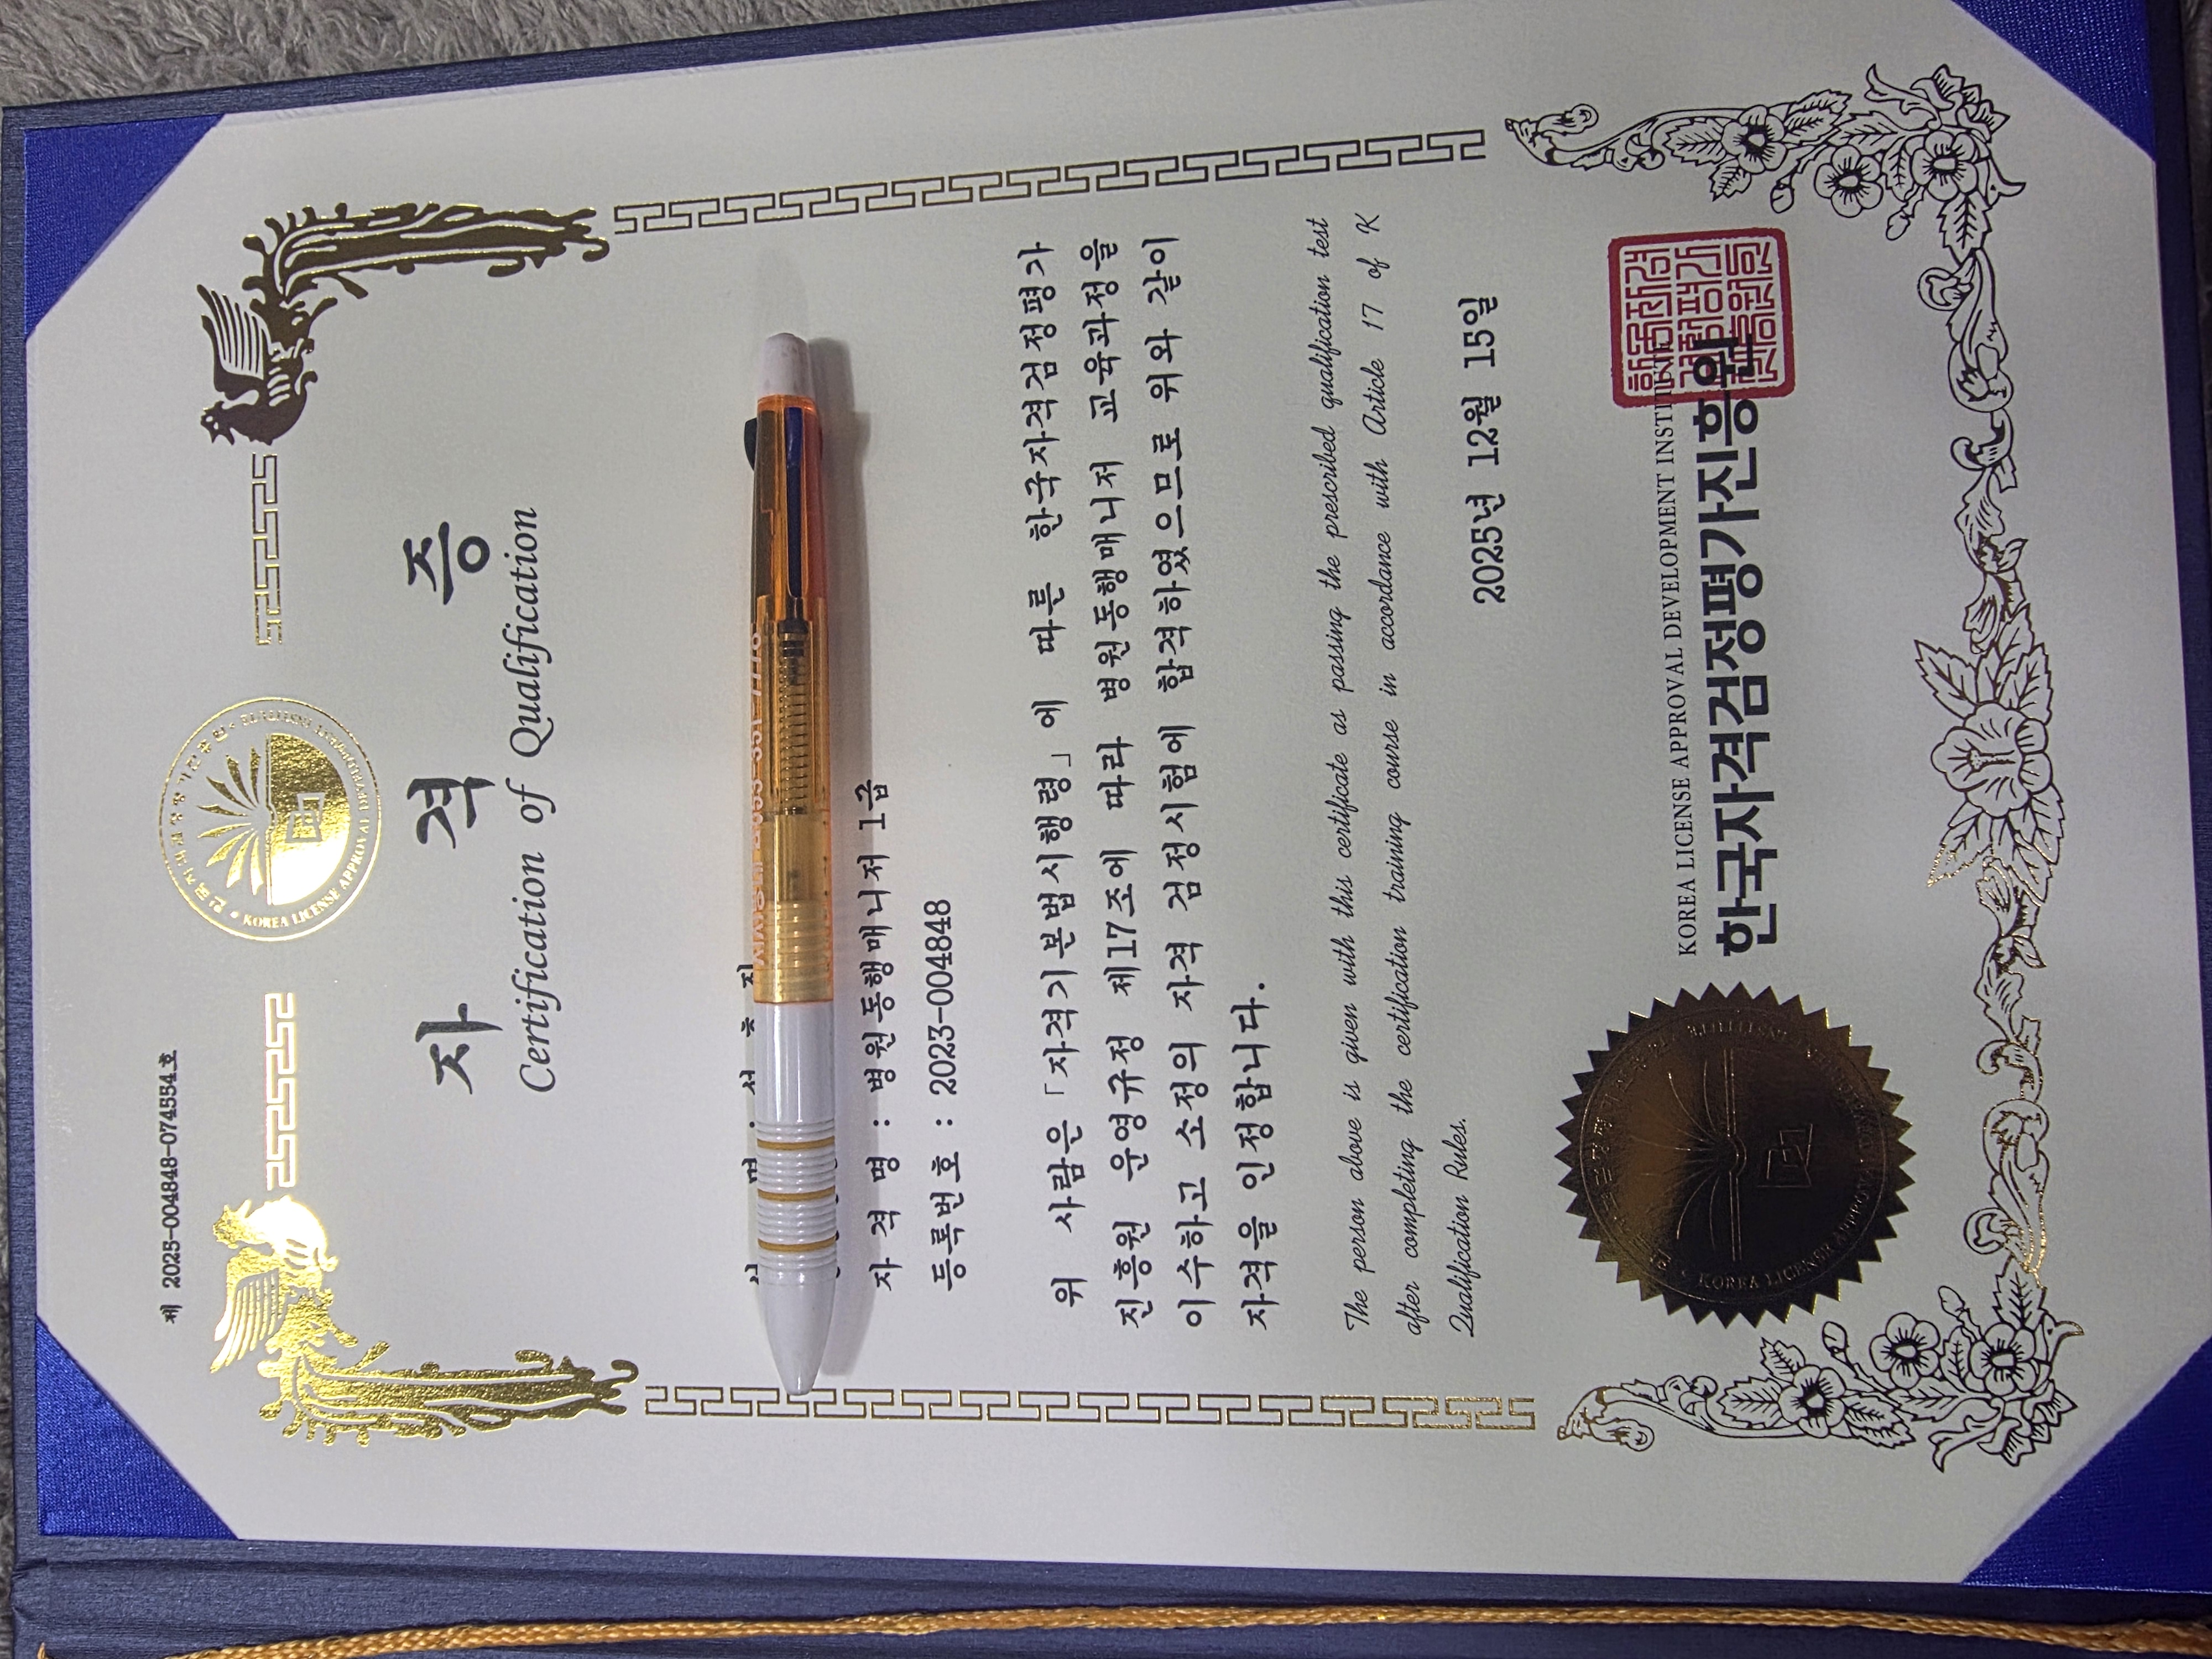 제 2025-004848-074554호
KOREA LICENSE APPROVAL
자 격 증
Certification of Qualification
자 격 명 : 병원동행매니저 1급
등록번호 : 2023-004848
위 사람은 「자격기본법시행령」에 따른 한국자격검정평가
진흥원 운영규정 제17조에 따라 병원동행매니저 교육과정을
이수하고 소정의 자격 검정시험에 합격하였으므로 위와 같이
자격을 인정합니다.
The person above is given with this certificate as passing the prescribed qualification test
after completing the certification training course in accordance with Article 17 of K
Qualification Rules.
2025년 12월 15일
KOREA LICENSE APPROVAL DEVELOPMENT INSTITUTE
한국자격검정평가진흥원
KOREA LICENSE APPROVAL